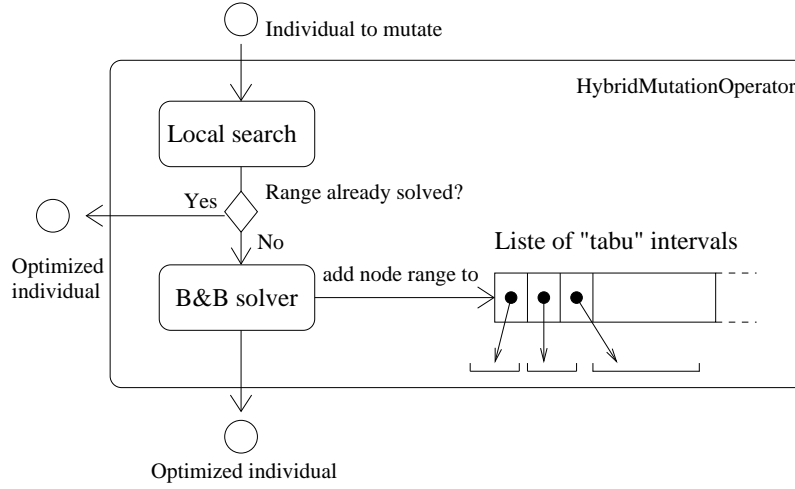 Individual to mutate
HybridMutationOperator
Local search
Range already solved?
Yes
No
Liste of "tabu" intervals
Optimized
individual
B&B solver
add node range to
Optimized individual